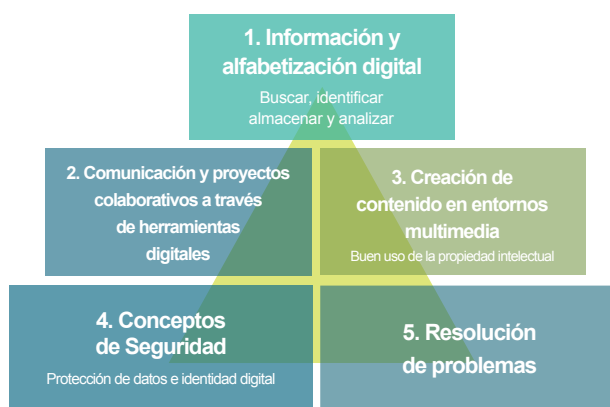 1. Información y
alfabetización digital
Buscar, identificar
almacenar y analizar
2. Comunicación y proyectos
colaborativos a través
de herramientas
digitales
3. Creación de
contenido en entornos
multimedia
Buen uso de la propiedad intelectual
4. Conceptos
de Seguridad
Protección de datos e identidad digital
5. Resolución
de problemas